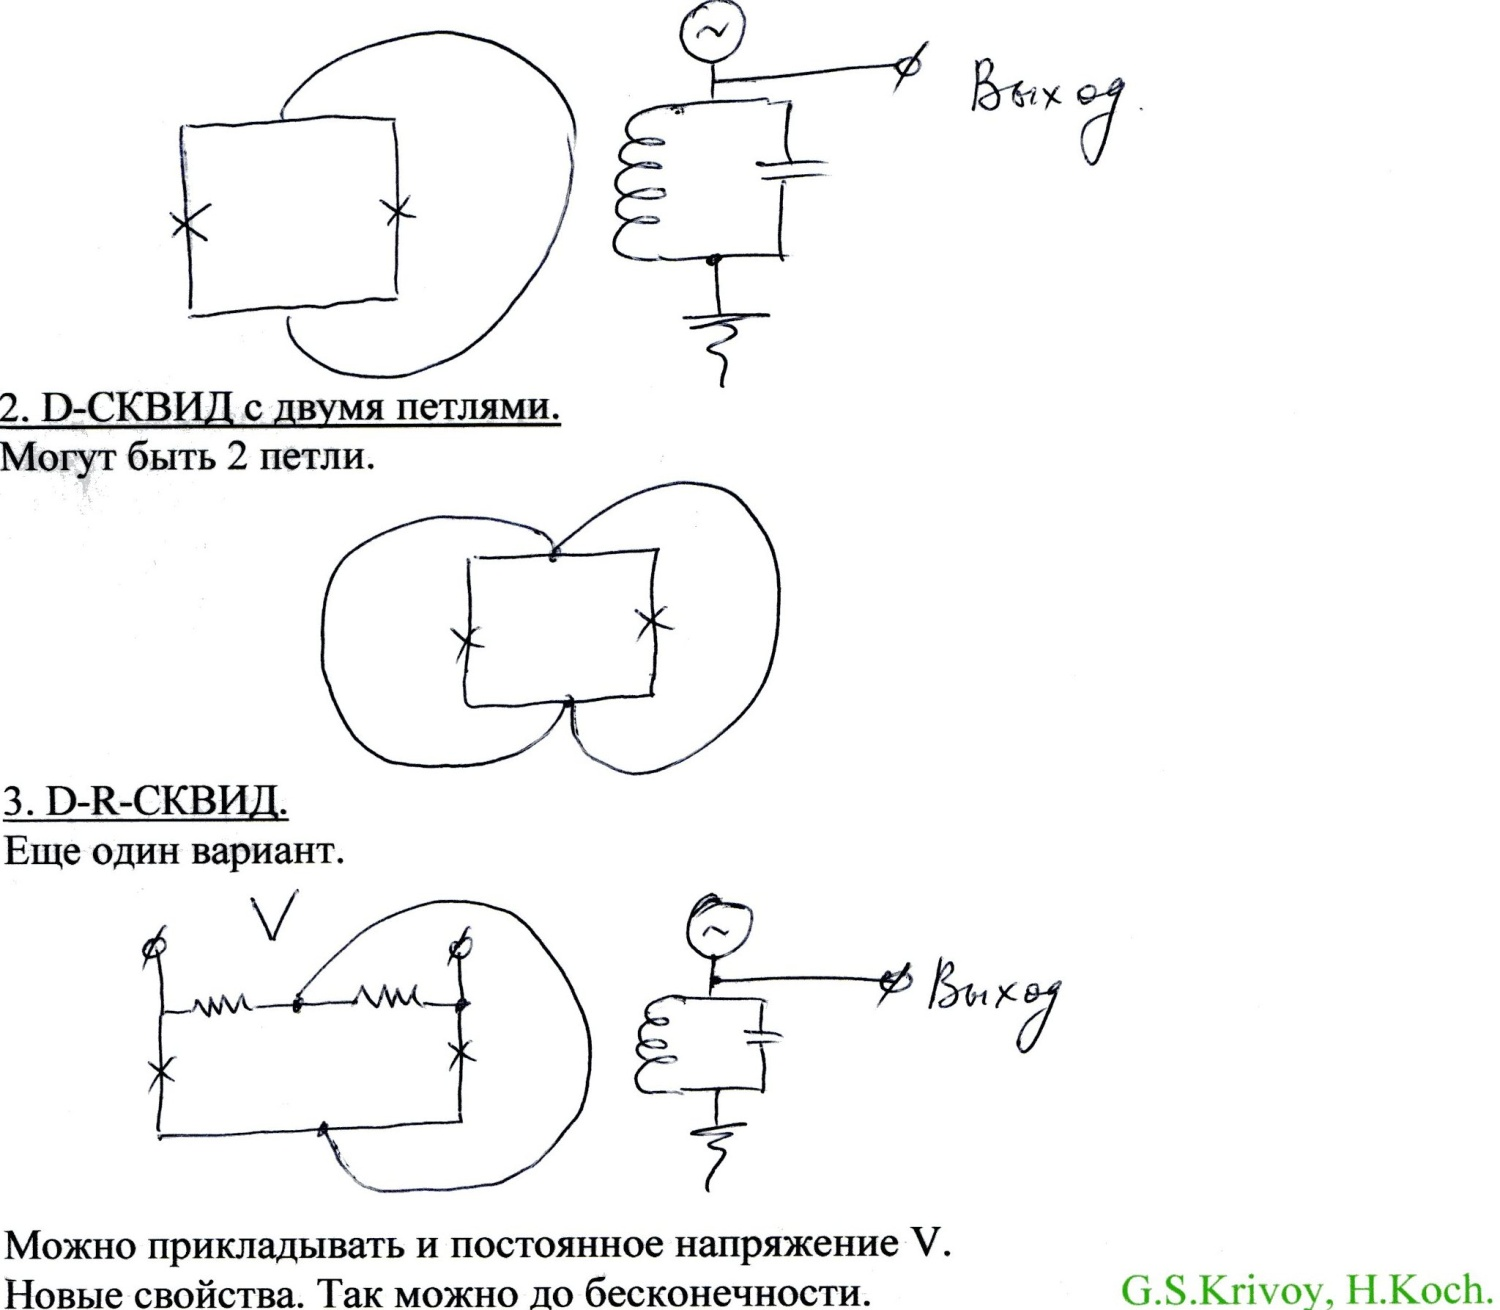 Выход.
2. D-СКВИД с двумя петлями.
Могут быть 2 петли.
3. D-R-СКВИД.
Еще один вариант.
V
Выход
Можно прикладывать и постоянное напряжение V.
Новые свойства. Так можно до бесконечности.
G.S.Krivoy, H.Koch.